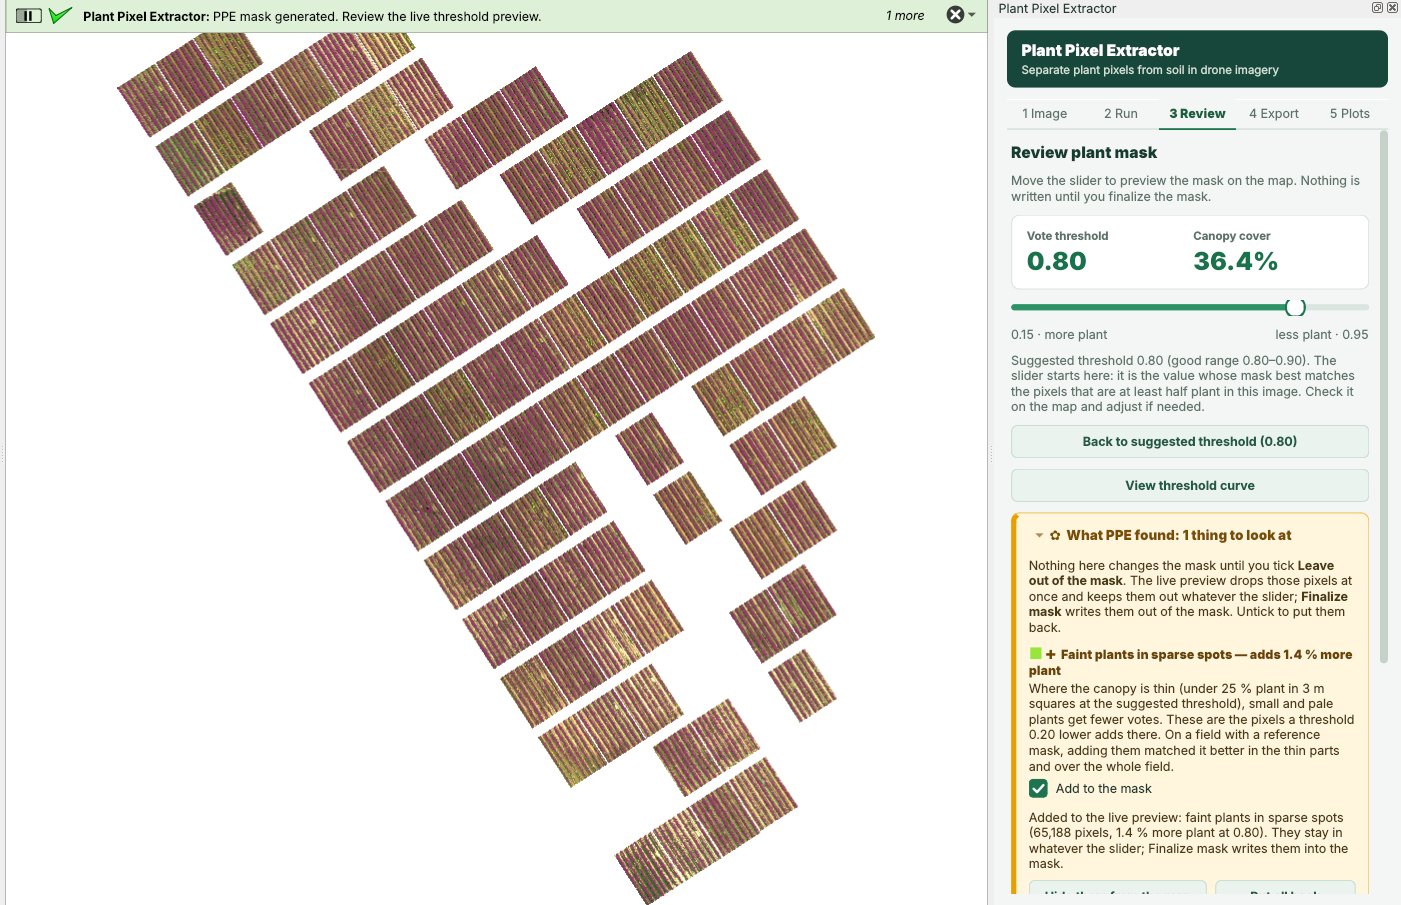 Plant Pixel Extractor: PPE mask generated. Review the live threshold preview.
1 more
Plant Pixel Extractor
Plant Pixel Extractor
Separate plant pixels from soil in drone imagery
1 Image
2 Run
3 Review
4 Export
5 Plots
Review plant mask
Move the slider to preview the mask on the map. Nothing is
written until you finalize the mask.
Vote threshold
Canopy cover
0.80
36.4%
0.15 · more plant
less plant · 0.95
Suggested threshold 0.80 (good range 0.80–0.90). The
slider starts here: it is the value whose mask best matches
the pixels that are at least half plant in this image. Check it
on the map and adjust if needed.
Back to suggested threshold (0.80)
View threshold curve
What PPE found: 1 thing to look at
Nothing here changes the mask until you tick Leave
out of the mask. The live preview drops those pixels at
once and keeps them out whatever the slider; Finalize
mask writes them out of the mask. Untick to put them
back.
+ Faint plants in sparse spots — adds 1.4 % more
plant
Where the canopy is thin (under 25 % plant in 3 m
squares at the suggested threshold), small and pale
plants get fewer votes. These are the pixels a threshold
0.20 lower adds there. On a field with a reference
mask, adding them matched it better in the thin parts
and over the whole field.
Add to the mask
Added to the live preview: faint plants in sparse spots
(65,188 pixels, 1.4 % more plant at 0.80). They stay in
whatever the slider; Finalize mask writes them into the
mask.